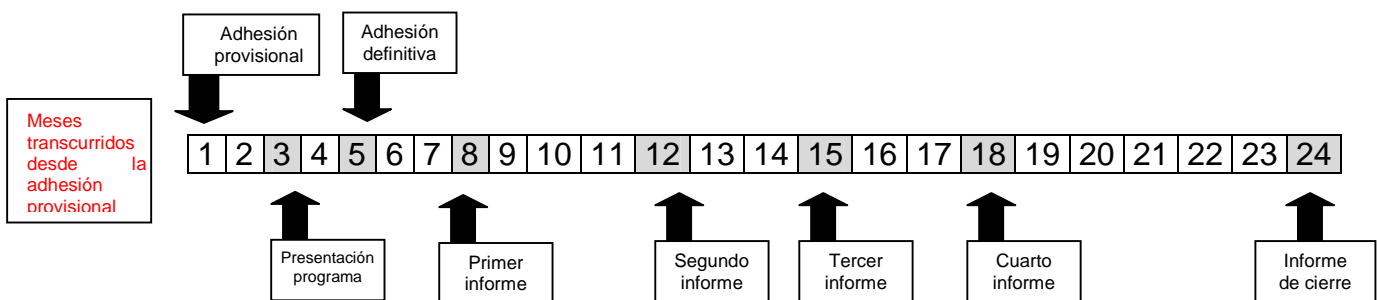 Adhesión
provisional
Adhesión
definitiva
Meses
transcurridos
desde la
adhesión
provisional
1 2 3 4 5 6 7 8 9 10 11 12 13 14 15 16 17 18 19 20 21 22 23 24
Presentación
programa
Primer
informe
Segundo
informe
Tercer
informe
Cuarto
informe
Informe
de cierre